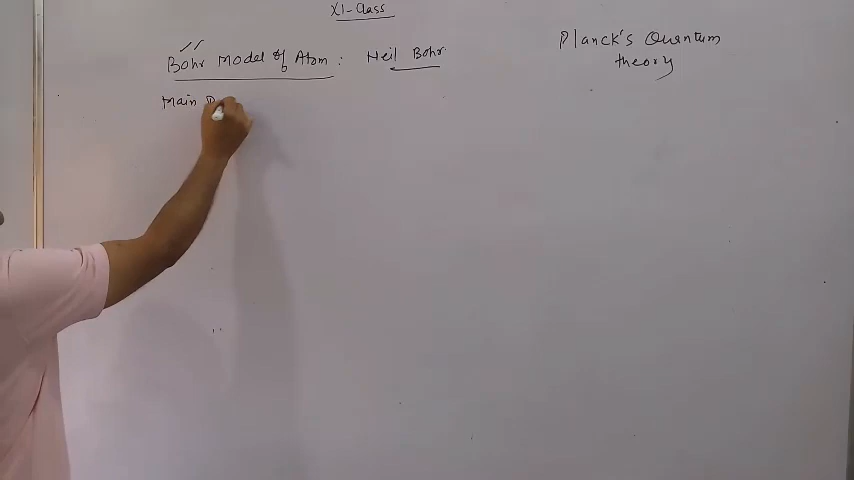 XI-Class
Bohr Model of Atom : Neil Bohr
Planck's Quantum
theory
Main